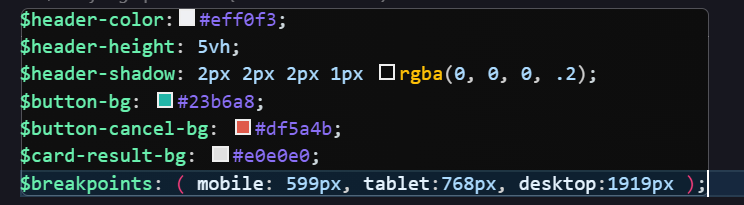 $header-color: #eff0f3;
$header-height: 5vh;
$header-shadow: 2px 2px 2px 1px rgba(0, 0, 0, .2);
$button-bg: #23b6a8;
$button-cancel-bg: #df5a4b;
$card-result-bg: #e0e0e0;
$breakpoints: ( mobile: 599px, tablet:768px, desktop:1919px );